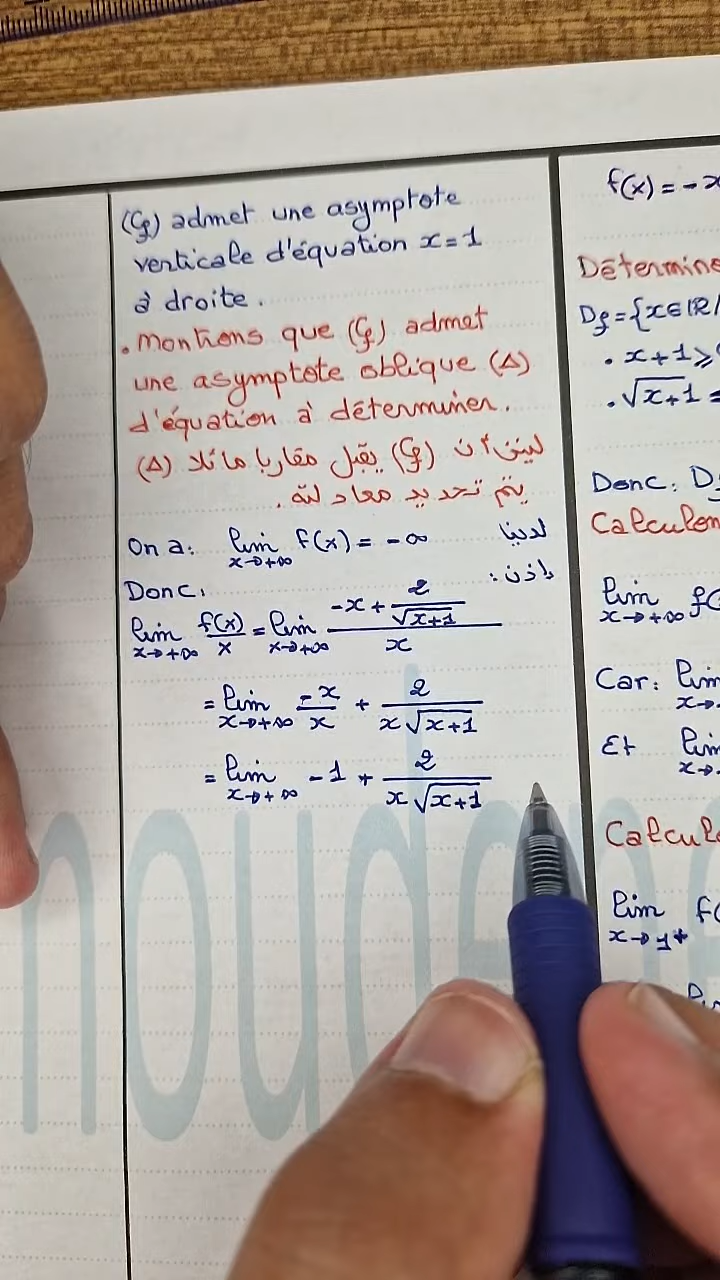 (Cf) admet une asymptote
verticale d'équation x = 1
à droite.
. Montrons que (Cf) admet
une asymptote oblique (Δ)
d'équation à déterminer.
لنبين أن (Cf) يقبل مقاربا مائلا (Δ)
يتم تحديد معادلته.
On a: lim x→+∞ f(x) = -∞ لدينا
Donc, إذن:
lim x→+∞ f(x)/x = lim x→+∞ (-x + 2/√(x+1))/x
= lim x→+∞ -x/x + 2/(x√(x+1))
= lim x→+∞ -1 + 2/(x√(x+1))
f(x) = -x
Détermine
Df = {x ∈ IR/
. x+1 ≥
. √x+1 =
Donc: D
Calculon
lim x→+∞ f(
Car: lim x→
Et lim x→
Calcul
lim x→1+ f(
noud